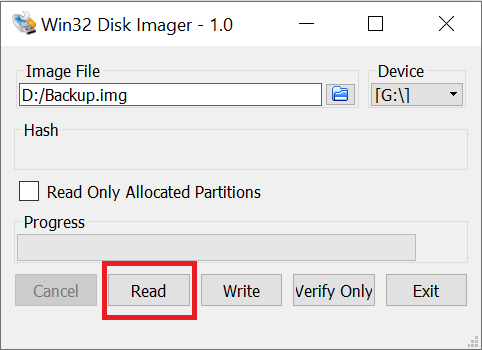 Win32 Disk Imager - 1.0
Image File
Device
D:/Backup.img
[G:\]
Hash
Read Only Allocated Partitions
Progress
Cancel
Read
Write
Verify Only
Exit